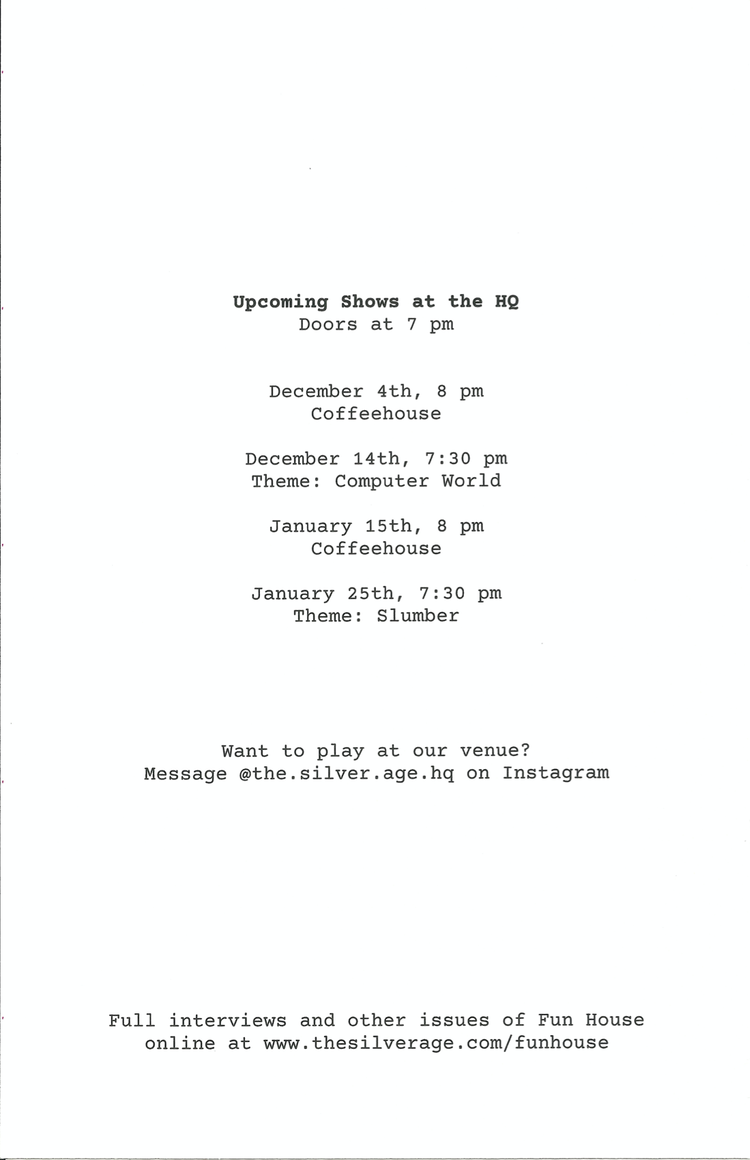 Upcoming Shows at the HQ
Doors at 7 pm
December 4th, 8 pm
Coffeehouse
December 14th, 7:30 pm
Theme: Computer World
January 15th, 8 pm
Coffeehouse
January 25th, 7:30 pm
Theme: Slumber
Want to play at our venue?
Message @the.silver.age.hq on Instagram
Full interviews and other issues of Fun House
online at www.thesilverage.com/funhouse